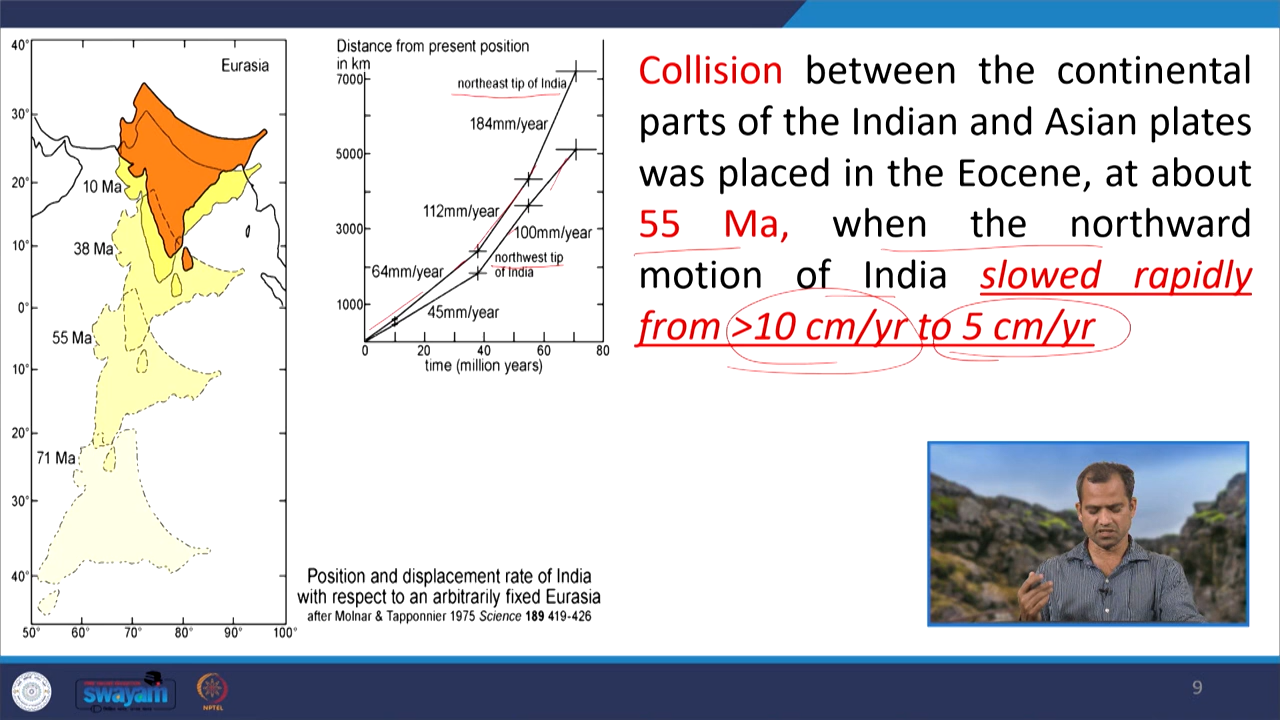 40°
Eurasia
30°
10 Ma
20°
38 Ma
10°
0°
55 Ma
10°
20°
71 Ma
30°
40°
50° 60° 70° 80° 90° 100°
Distance from present position
in km
7000
northeast tip of India
184mm/year
5000
112mm/year
100mm/year
3000
northwest tip
of India
64mm/year
1000
45mm/year
0 20 40 60 80
time (million years)
Position and displacement rate of India
with respect to an arbitrarily fixed Eurasia
after Molnar & Tapponnier 1975 Science 189 419-426
Collision between the continental
parts of the Indian and Asian plates
was placed in the Eocene, at about
55 Ma, when the northward
motion of India slowed rapidly
from >10 cm/yr to 5 cm/yr
swayam
NPTEL
9